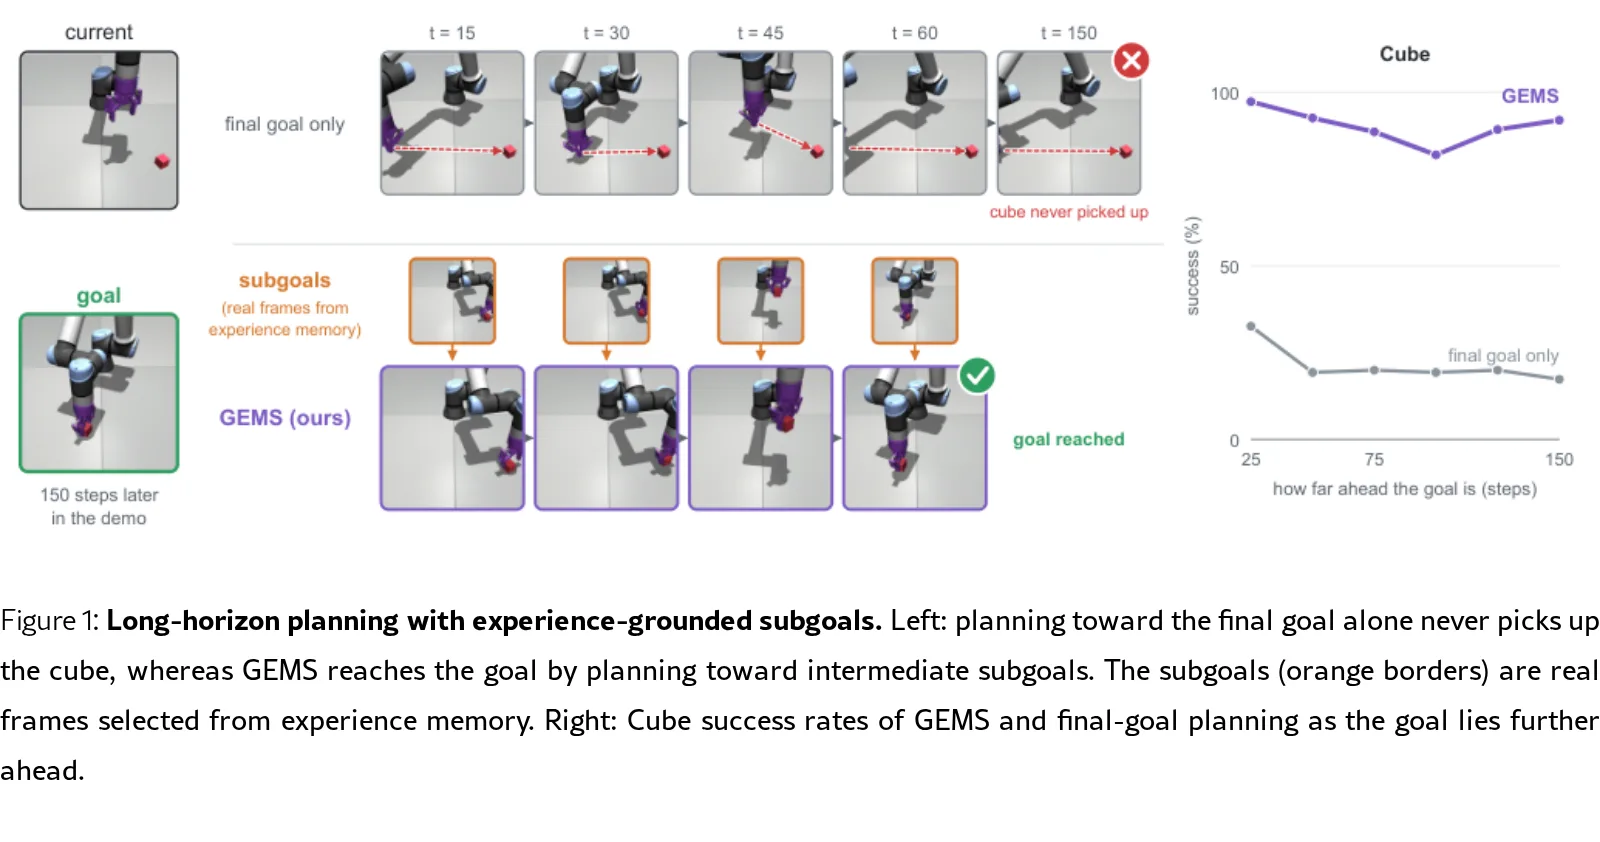 current
t = 15
t = 30
t = 45
t = 60
t = 150
final goal only
cube never picked up
goal
150 steps later
in the demo
subgoals
(real frames from
experience memory)
GEMS (ours)
goal reached
Cube
GEMS
final goal only
success (%)
100
50
0
25
75
150
how far ahead the goal is (steps)
Figure 1: Long-horizon planning with experience-grounded subgoals. Left: planning toward the final goal alone never picks up
the cube, whereas GEMS reaches the goal by planning toward intermediate subgoals. The subgoals (orange borders) are real
frames selected from experience memory. Right: Cube success rates of GEMS and final-goal planning as the goal lies further
ahead.